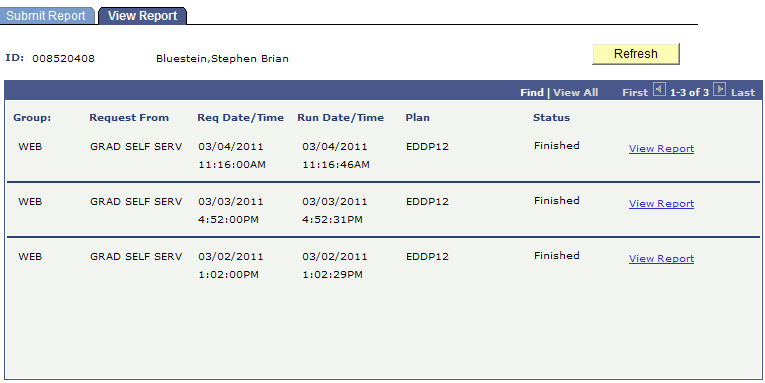 Submit Report View Report
ID: 008520408 Bluestein,Stephen Brian Refresh
Find | View All First 1-3 of 3 Last
Group: Request From Req Date/Time Run Date/Time Plan Status
WEB GRAD SELF SERV 03/04/2011 03/04/2011 EDDP12 Finished View Report
11:16:00AM 11:16:46AM
WEB GRAD SELF SERV 03/03/2011 03/03/2011 EDDP12 Finished View Report
4:52:00PM 4:52:31PM
WEB GRAD SELF SERV 03/02/2011 03/02/2011 EDDP12 Finished View Report
1:02:00PM 1:02:29PM